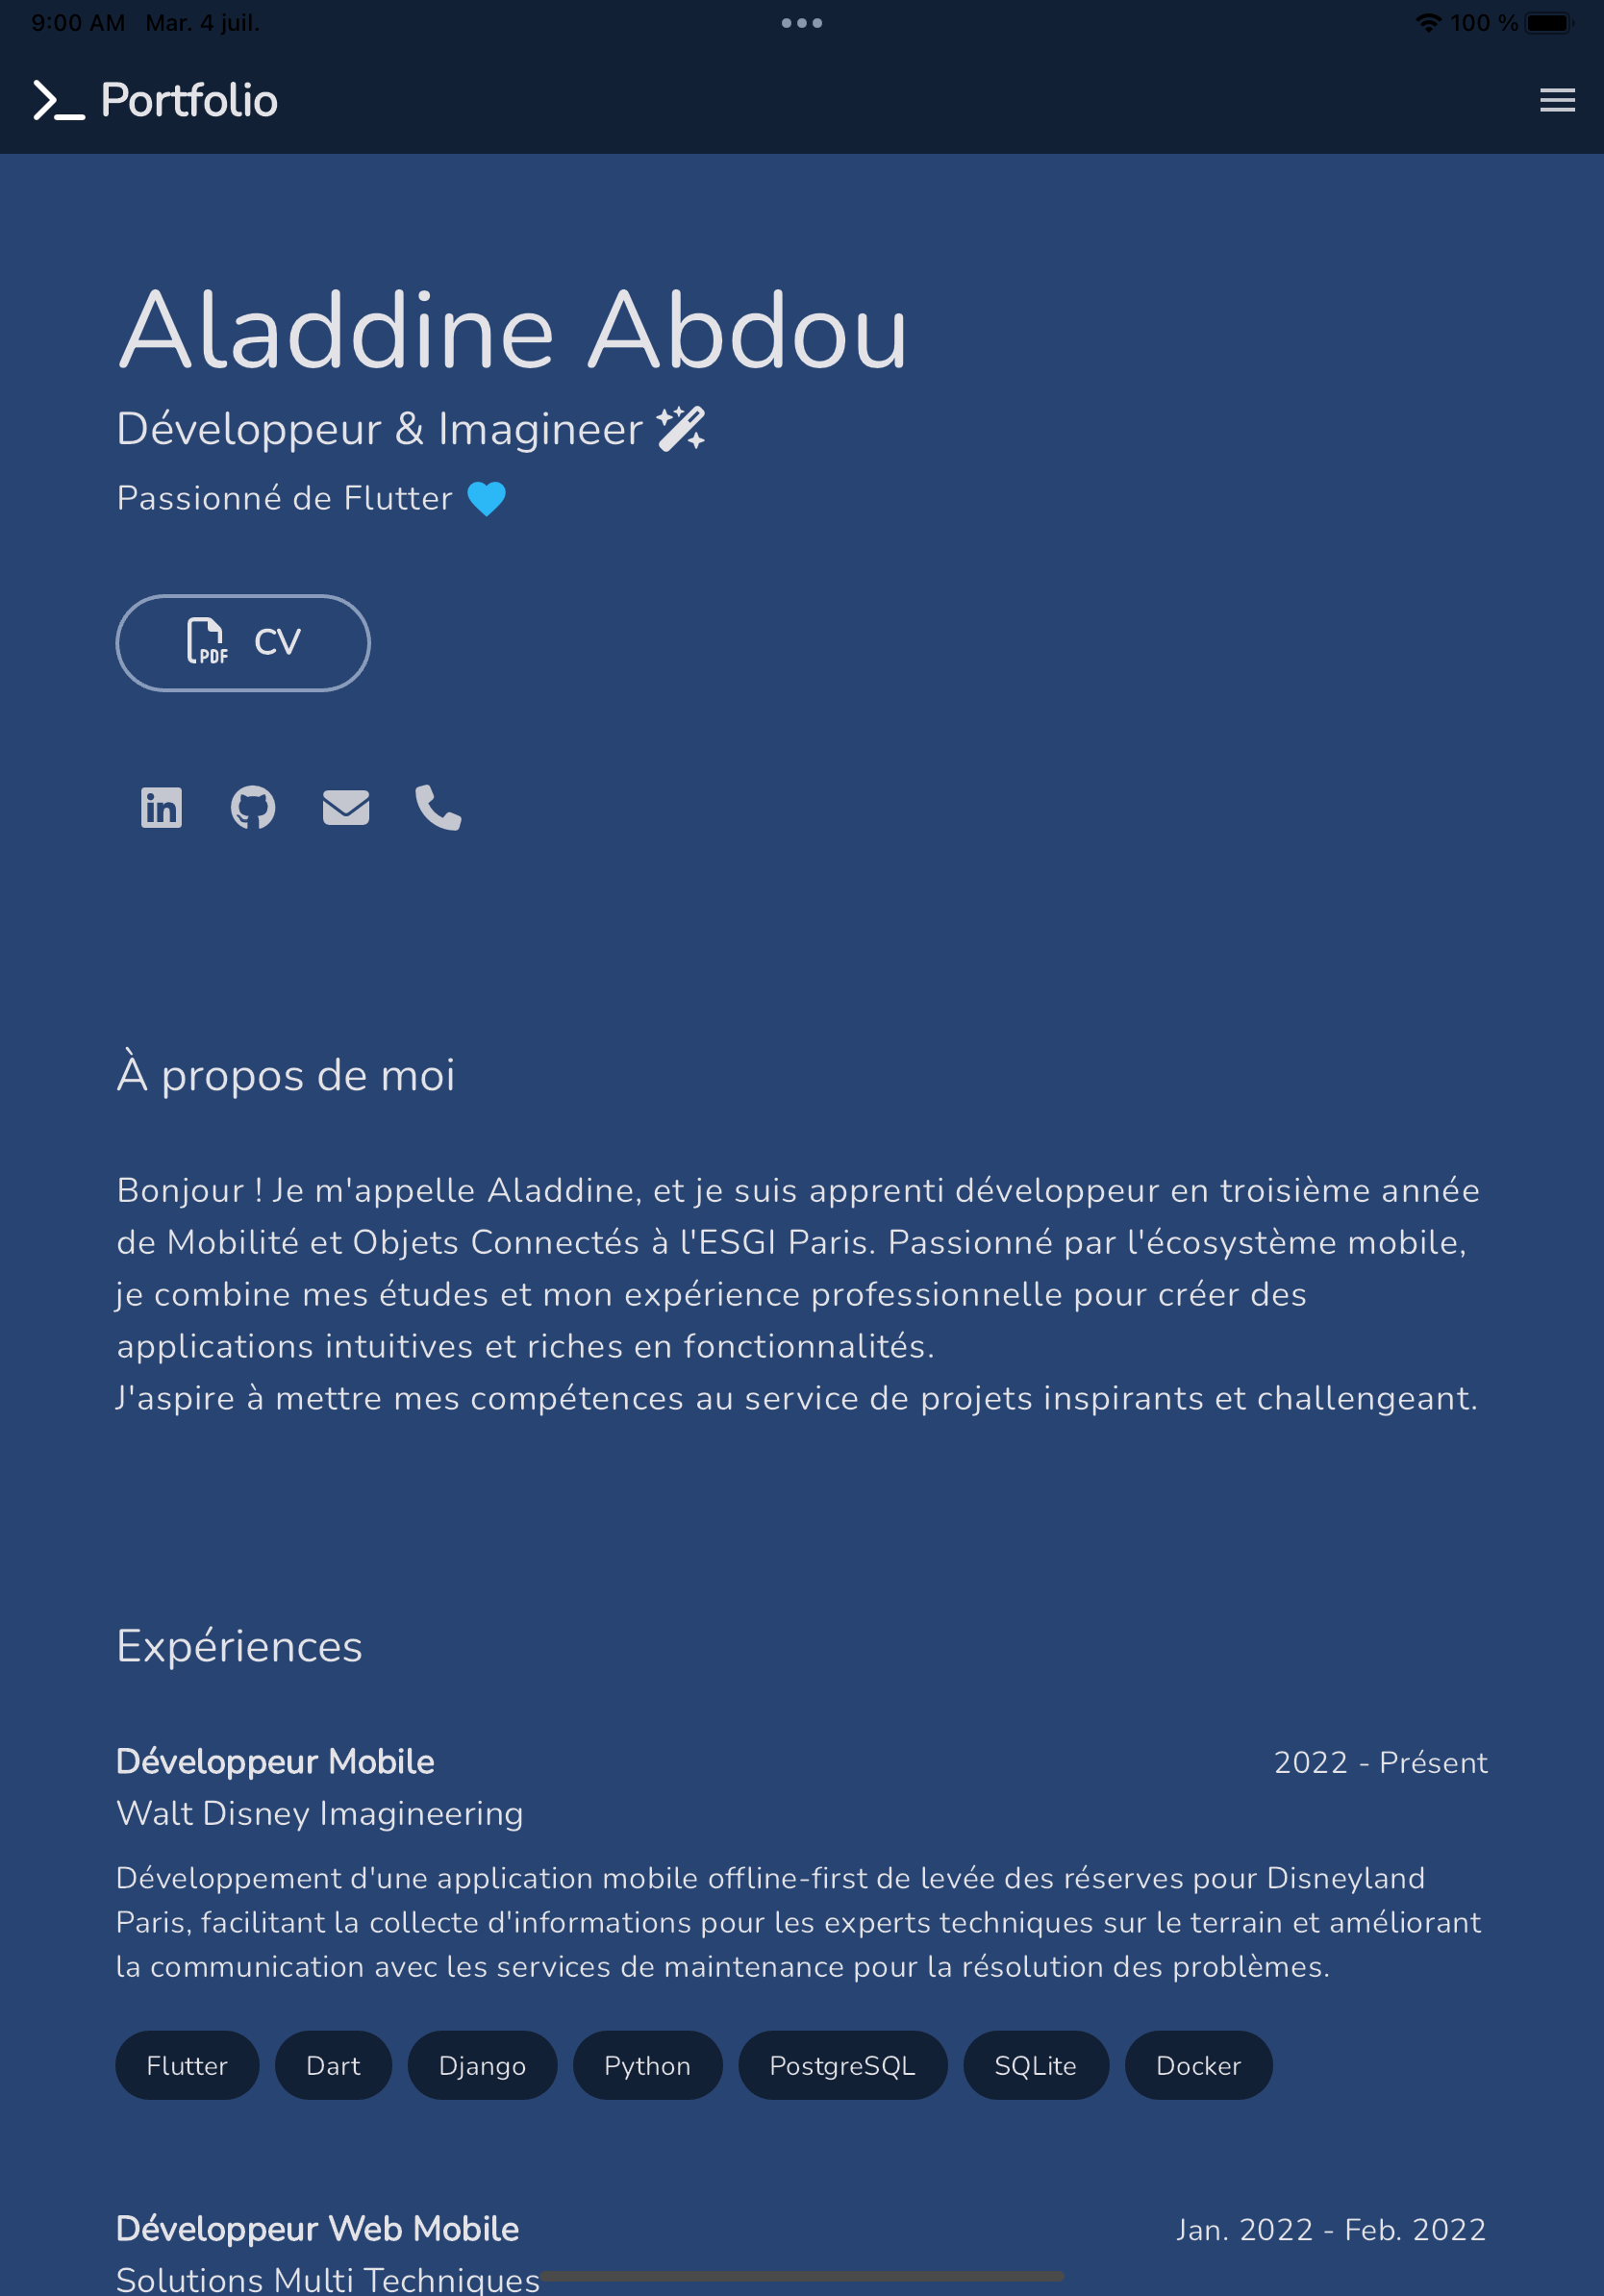 9:00 AM Mar. 4 juil.
100 %
Portfolio
Aladdine Abdou
Développeur & Imagineer
Passionné de Flutter
PDF CV
À propos de moi
Bonjour ! Je m'appelle Aladdine, et je suis apprenti développeur en troisième année
de Mobilité et Objets Connectés à l'ESGI Paris. Passionné par l'écosystème mobile,
je combine mes études et mon expérience professionnelle pour créer des
applications intuitives et riches en fonctionnalités.
J'aspire à mettre mes compétences au service de projets inspirants et challengeant.
Expériences
Développeur Mobile 2022 - Présent
Walt Disney Imagineering
Développement d'une application mobile offline-first de levée des réserves pour Disneyland
Paris, facilitant la collecte d'informations pour les experts techniques sur le terrain et améliorant
la communication avec les services de maintenance pour la résolution des problèmes.
Flutter Dart Django Python PostgreSQL SQLite Docker
Développeur Web Mobile Jan. 2022 - Feb. 2022
Solutions Multi Techniques